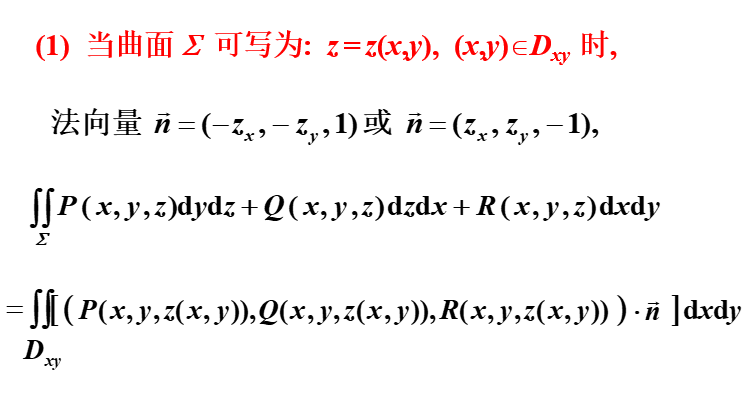 (1) 当曲面 Σ 可写为: z=z(x,y), (x,y)∈D_xy 时,
法向量 n⃗ =(−z_x,−z_y,1)或 n⃗ =(z_x,z_y,−1),
∬_Σ P(x,y,z)dydz+Q(x,y,z)dzdx+R(x,y,z)dxdy
=∬_{D_xy} [(P(x,y,z(x,y)),Q(x,y,z(x,y)),R(x,y,z(x,y)))·n⃗ ]dxdy